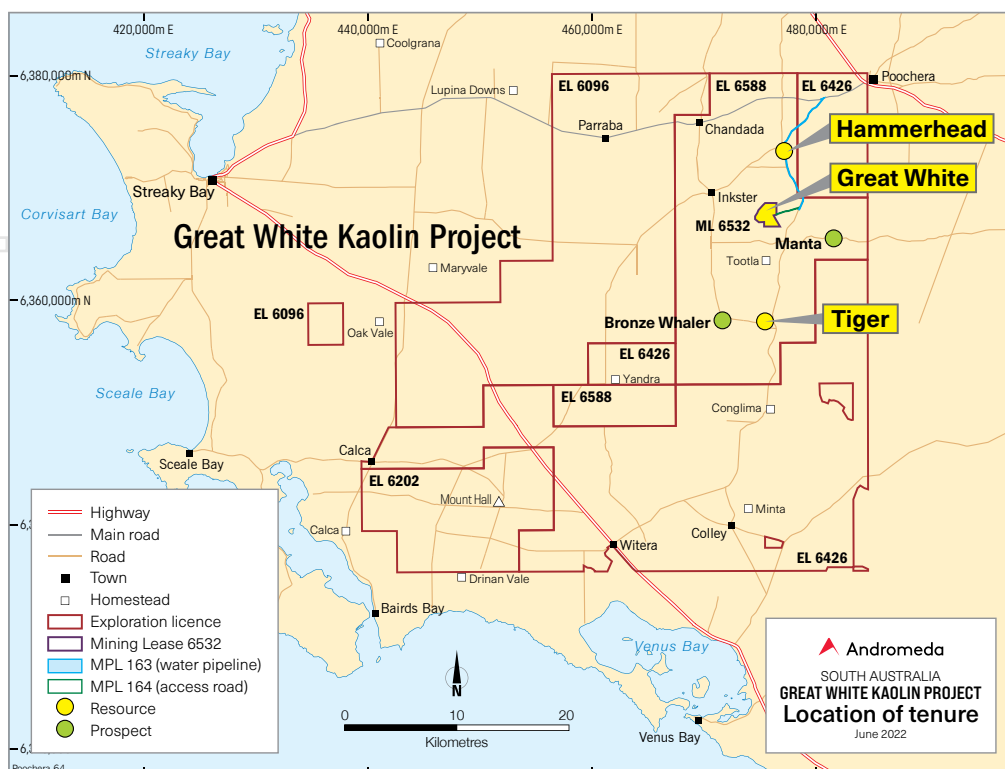 420,000m E
440,000m E
460,000m E
480,000m E
Streaky Bay
Coolgrana
6,380,000m N
Poochera
EL 6096
EL 6588
EL 6426
Lupina Downs
Parraba
Chandada
Hammerhead
Streaky Bay
Great White
Inkster
Corvisart Bay
ML 6532
Great White Kaolin Project
Manta
Tootla
Maryvale
6,360,000m N
EL 6096
Oak Vale
Bronze Whaler
Tiger
EL 6426
Yandra
Sceale Bay
EL 6588
Conglima
Calca
Sceale Bay
EL 6202
Mount Hall
Minta
Calca
Colley
Witera
EL 6426
Drinan Vale
Bairds Bay
Venus Bay
Venus Bay
Highway
Main road
Road
Town
Homestead
Exploration licence
Mining Lease 6532
MPL 163 (water pipeline)
MPL 164 (access road)
Resource
Prospect
N
0 10 20
Kilometres
Andromeda
SOUTH AUSTRALIA
GREAT WHITE KAOLIN PROJECT
Location of tenure
June 2022